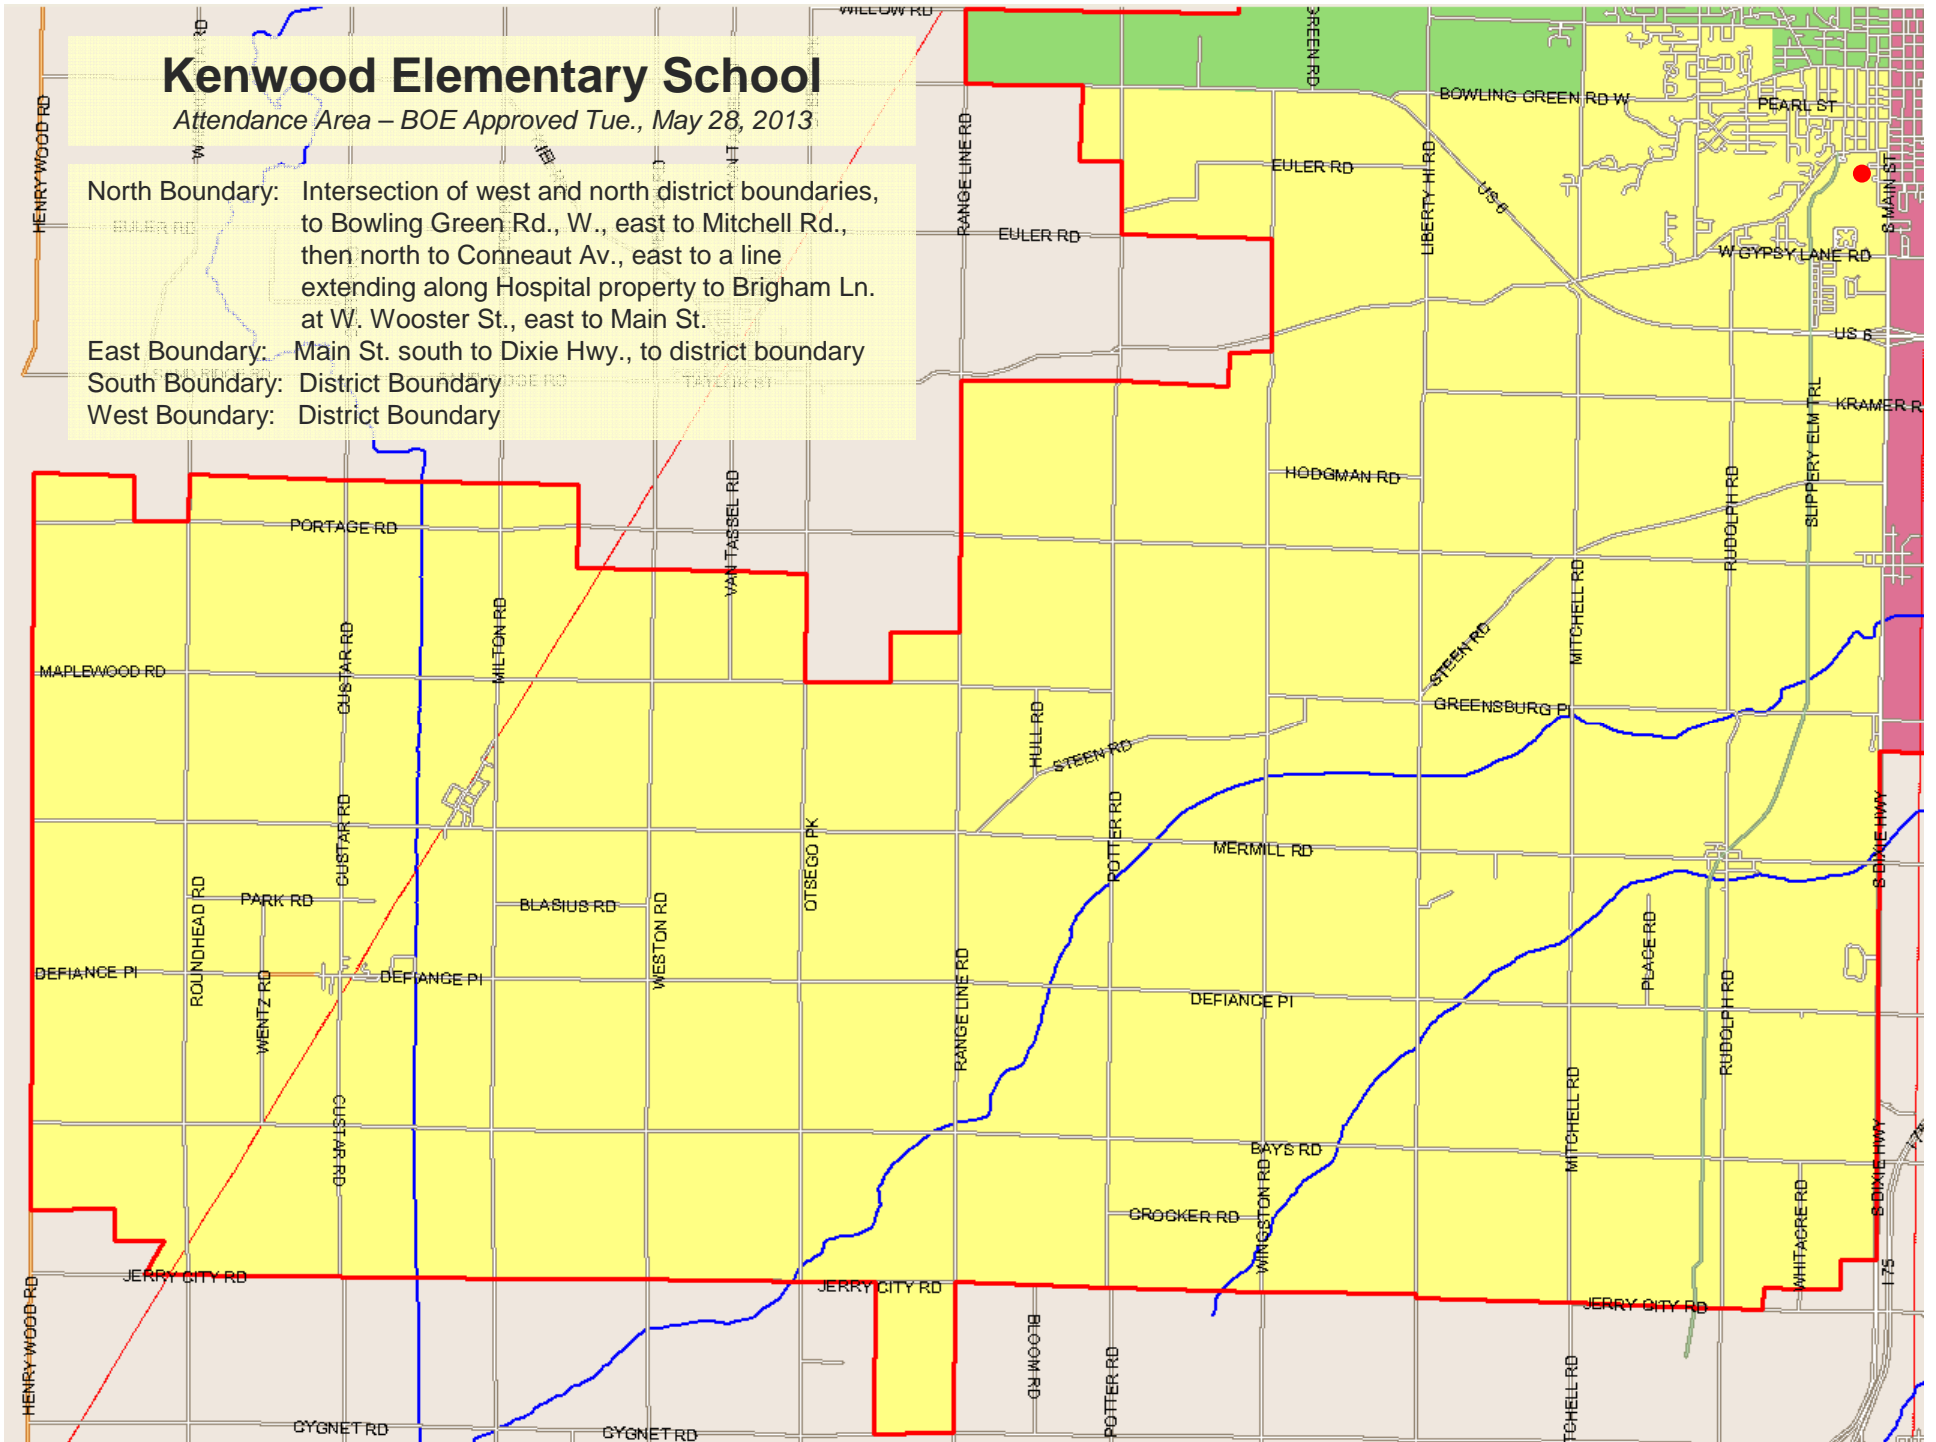 WILLOW RD
Kenwood Elementary School
Attendance Area – BOE Approved Tue., May 28, 2013
North Boundary: Intersection of west and north district boundaries,
to Bowling Green Rd., W., east to Mitchell Rd.,
then north to Conneaut Av., east to a line
extending along Hospital property to Brigham Ln.
at W. Wooster St., east to Main St.
East Boundary: Main St. south to Dixie Hwy., to district boundary
South Boundary: District Boundary
West Boundary: District Boundary
HENRY WOOD RD
RANGE LINE RD
GREEN RD
BOWLING GREEN RD W
PEARL ST
EULER RD
EULER RD
LIBERTY HI RD
US 6
S MAIN ST
W GYPSY LANE RD
US 6
KRAMER R
SLIPPERY ELM TRL
HODGMAN RD
RUDOLPH RD
PORTAGE RD
VAN TASSEL RD
MILTON RD
CUSTAR RD
MAPLEWOOD RD
MITCHELL RD
STEEN RD
GREENSBURG PI
HULL RD
STEEN RD
CUSTAR RD
OTSEGO PK
POTTER RD
MERMILL RD
S DIXIE HWY
ROUNDHEAD RD
PARK RD
BLASIUS RD
WESTON RD
PLACE RD
DEFIANCE PI
WENTZ RD
DEFIANCE PI
RANGE LINE RD
DEFIANCE PI
RUDOLPH RD
CUSTAR RD
MITCHELL RD
BAYS RD
S DIXIE HWY
I 75
CROCKER RD
WINGSTON RD
WHITACRE RD
I 75
JERRY CITY RD
JERRY CITY RD
JERRY CITY RD
HENRY WOOD RD
BLOOM RD
POTTER RD
TCHELL RD
CYGNET RD
CYGNET RD